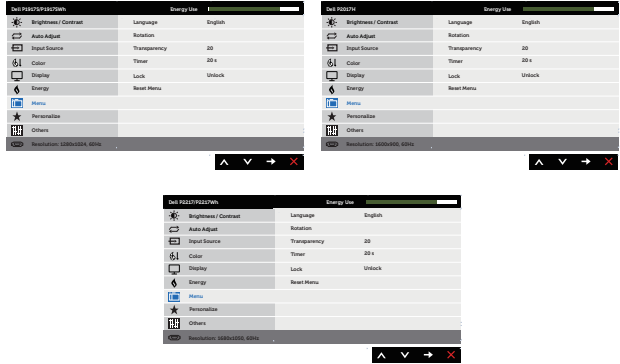 Dell P1917S/P1917SWh Energy Use
Brightness / Contrast Language English
Auto Adjust Rotation
Input Source Transparency 20
Color Timer 20 s
Display Lock Unlock
Energy Reset Menu
Menu
Personalize
Others
Resolution: 1280x1024, 60Hz
Dell P2017H Energy Use
Brightness / Contrast Language English
Auto Adjust Rotation
Input Source Transparency 20
Color Timer 20 s
Display Lock Unlock
Energy Reset Menu
Menu
Personalize
Others
Resolution: 1600x900, 60Hz
Dell P2217/P2217Wh Energy Use
Brightness / Contrast Language English
Auto Adjust Rotation
Input Source Transparency 20
Color Timer 20 s
Display Lock Unlock
Energy Reset Menu
Menu
Personalize
Others
Resolution: 1680x1050, 60Hz